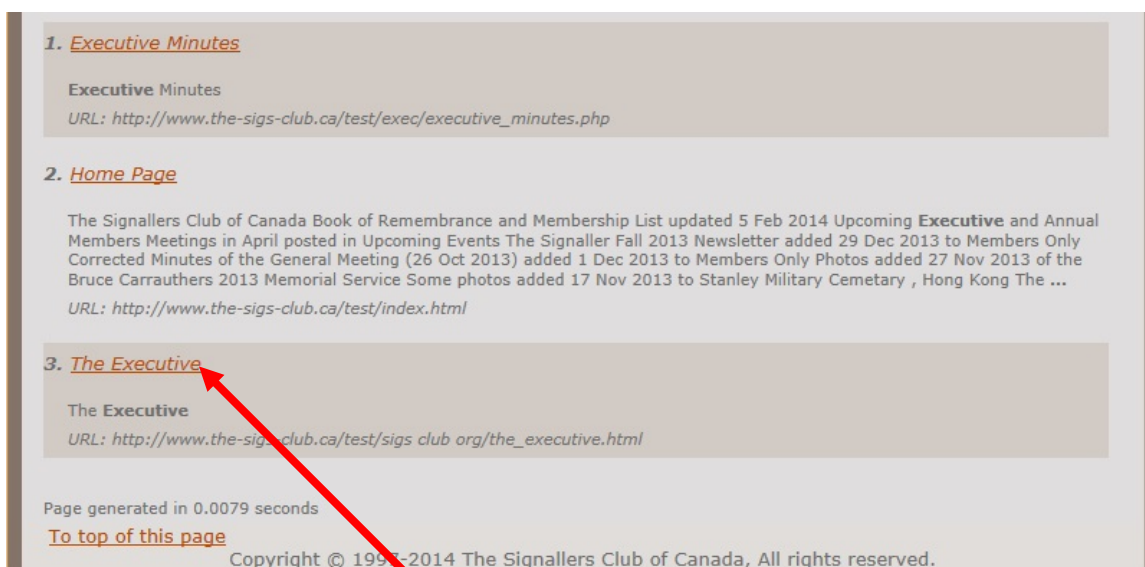 1. Executive Minutes
Executive Minutes
URL: http://www.the-sigs-club.ca/test/exec/executive_minutes.php
2. Home Page
The Signallers Club of Canada Book of Remembrance and Membership List updated 5 Feb 2014 Upcoming Executive and Annual
Members Meetings in April posted in Upcoming Events The Signaller Fall 2013 Newsletter added 29 Dec 2013 to Members Only
Corrected Minutes of the General Meeting (26 Oct 2013) added 1 Dec 2013 to Members Only Photos added 27 Nov 2013 of the
Bruce Carrauthers 2013 Memorial Service Some photos added 17 Nov 2013 to Stanley Military Cemetary , Hong Kong The ...
URL: http://www.the-sigs-club.ca/test/index.html
3. The Executive
The Executive
URL: http://www.the-sigs-club.ca/test/sigs club org/the_executive.html
Page generated in 0.0079 seconds
To top of this page
Copyright © 1997-2014 The Signallers Club of Canada, All rights reserved.